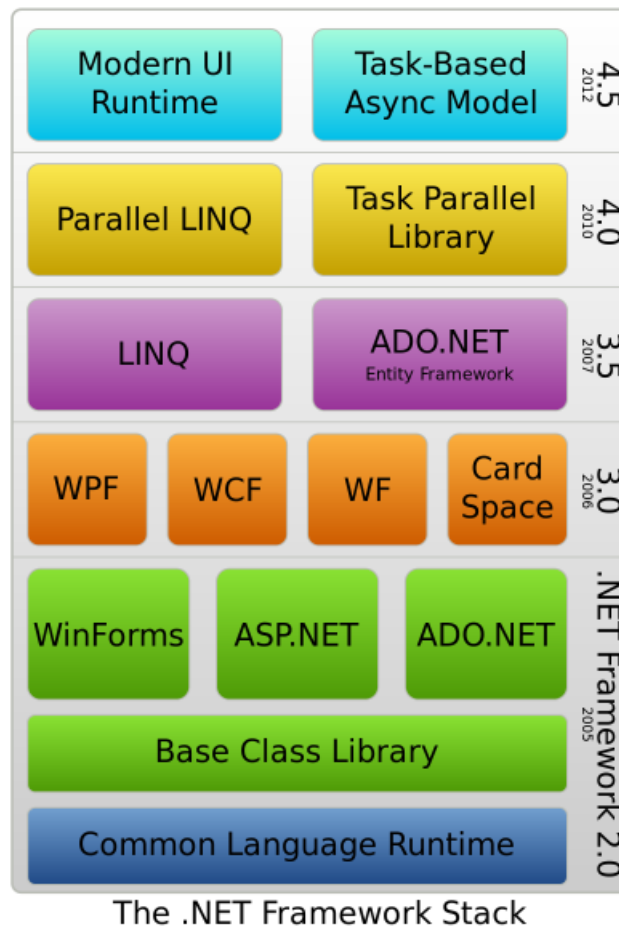 Modern UI
Runtime
Task-Based
Async Model
4.5
2012
Parallel LINQ
Task Parallel
Library
4.0
2010
LINQ
ADO.NET
Entity Framework
3.5
2007
WPF
WCF
WF
Card
Space
3.0
2006
WinForms
ASP.NET
ADO.NET
Base Class Library
Common Language Runtime
.NET Framework 2.0
2005
The .NET Framework Stack